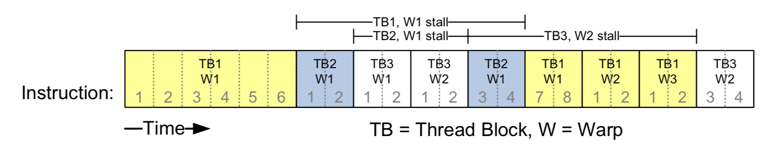 TB1, W1 stall
TB2, W1 stall
TB3, W2 stall
TB1 TB2 TB3 TB3 TB2 TB1 TB1 TB1 TB3
W1 W1 W1 W2 W1 W1 W2 W3 W2
Instruction: 1 2 3 4 5 6 1 2 1 2 1 2 3 4 7 8 1 2 1 2 3 4
Time
TB = Thread Block, W = Warp